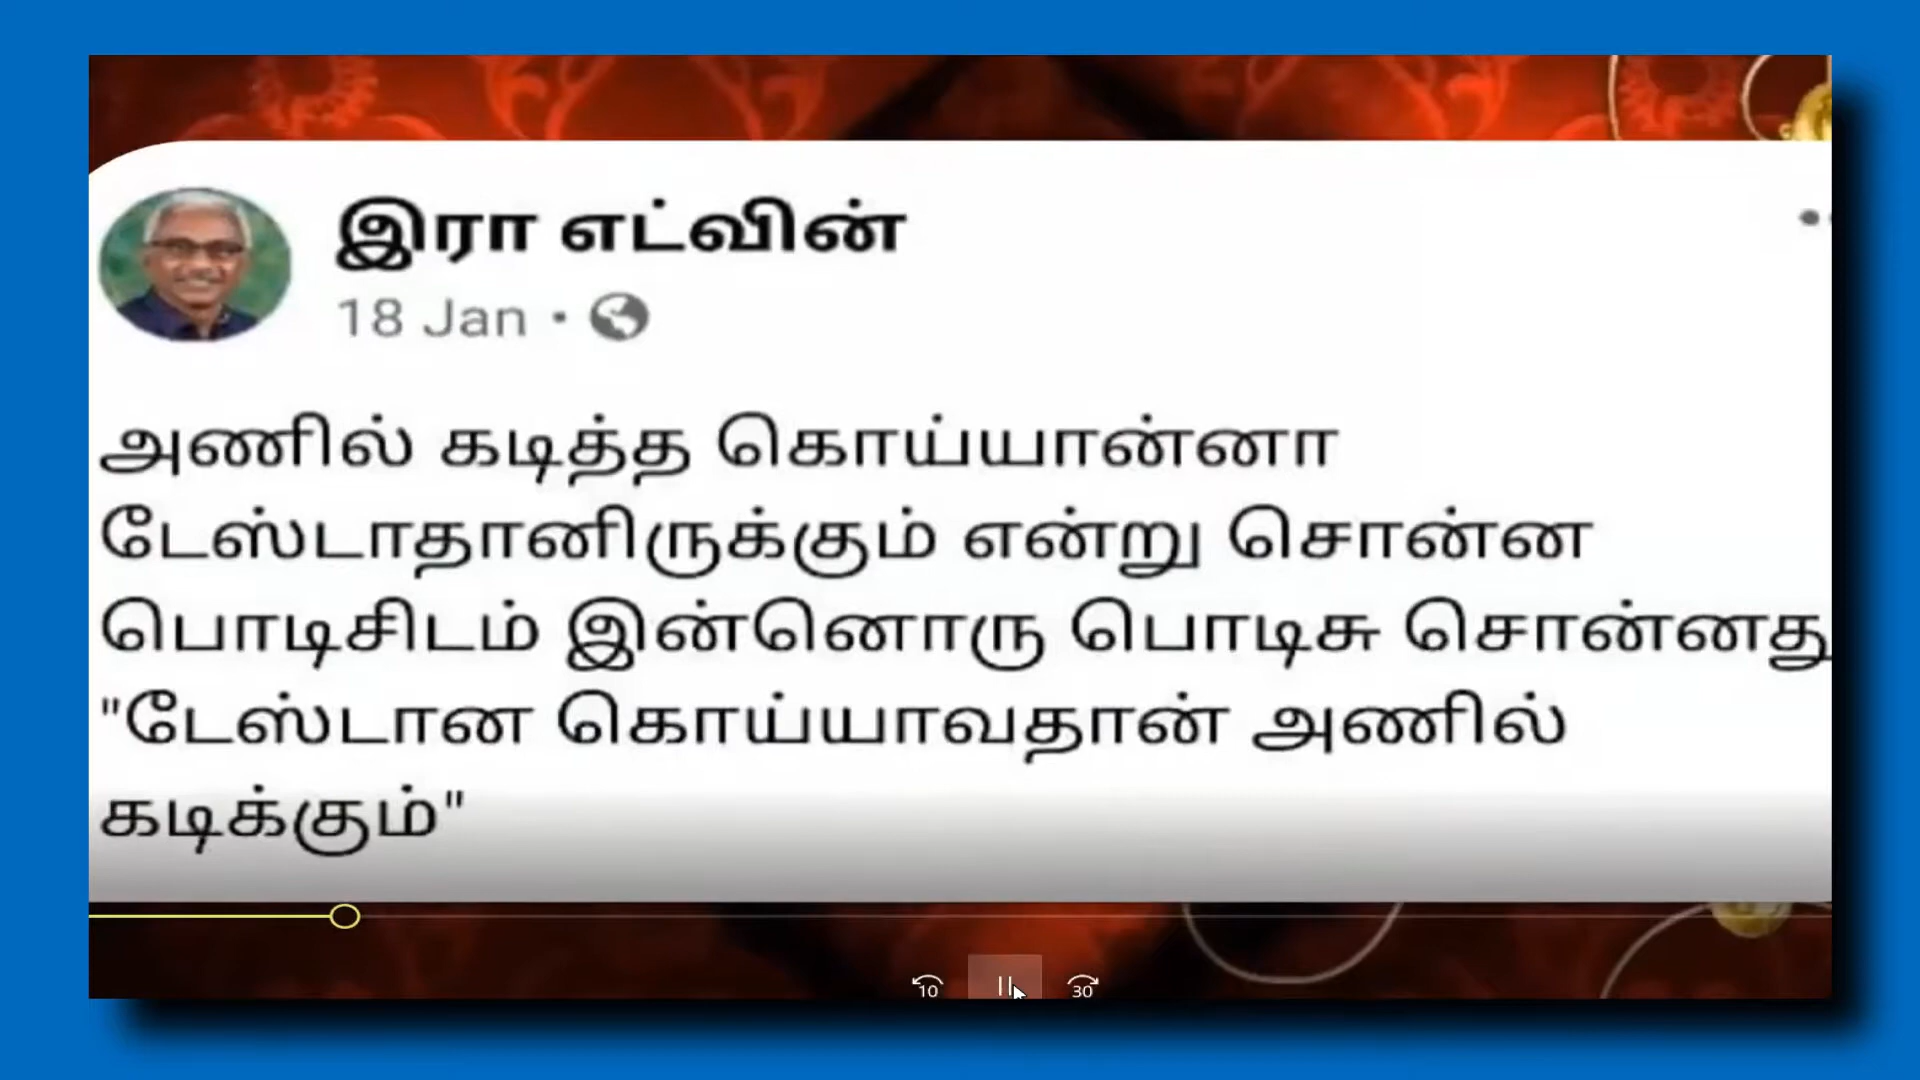 இரா எட்வின்
18 Jan •
அணில் கடித்த கொய்யான்னா
டேஸ்டாதானிருக்கும் என்று சொன்ன
பொடிசிடம் இன்னொரு பொடிசு சொன்னது
"டேஸ்டான கொய்யாவதான் அணில்
கடிக்கும்"
10 30